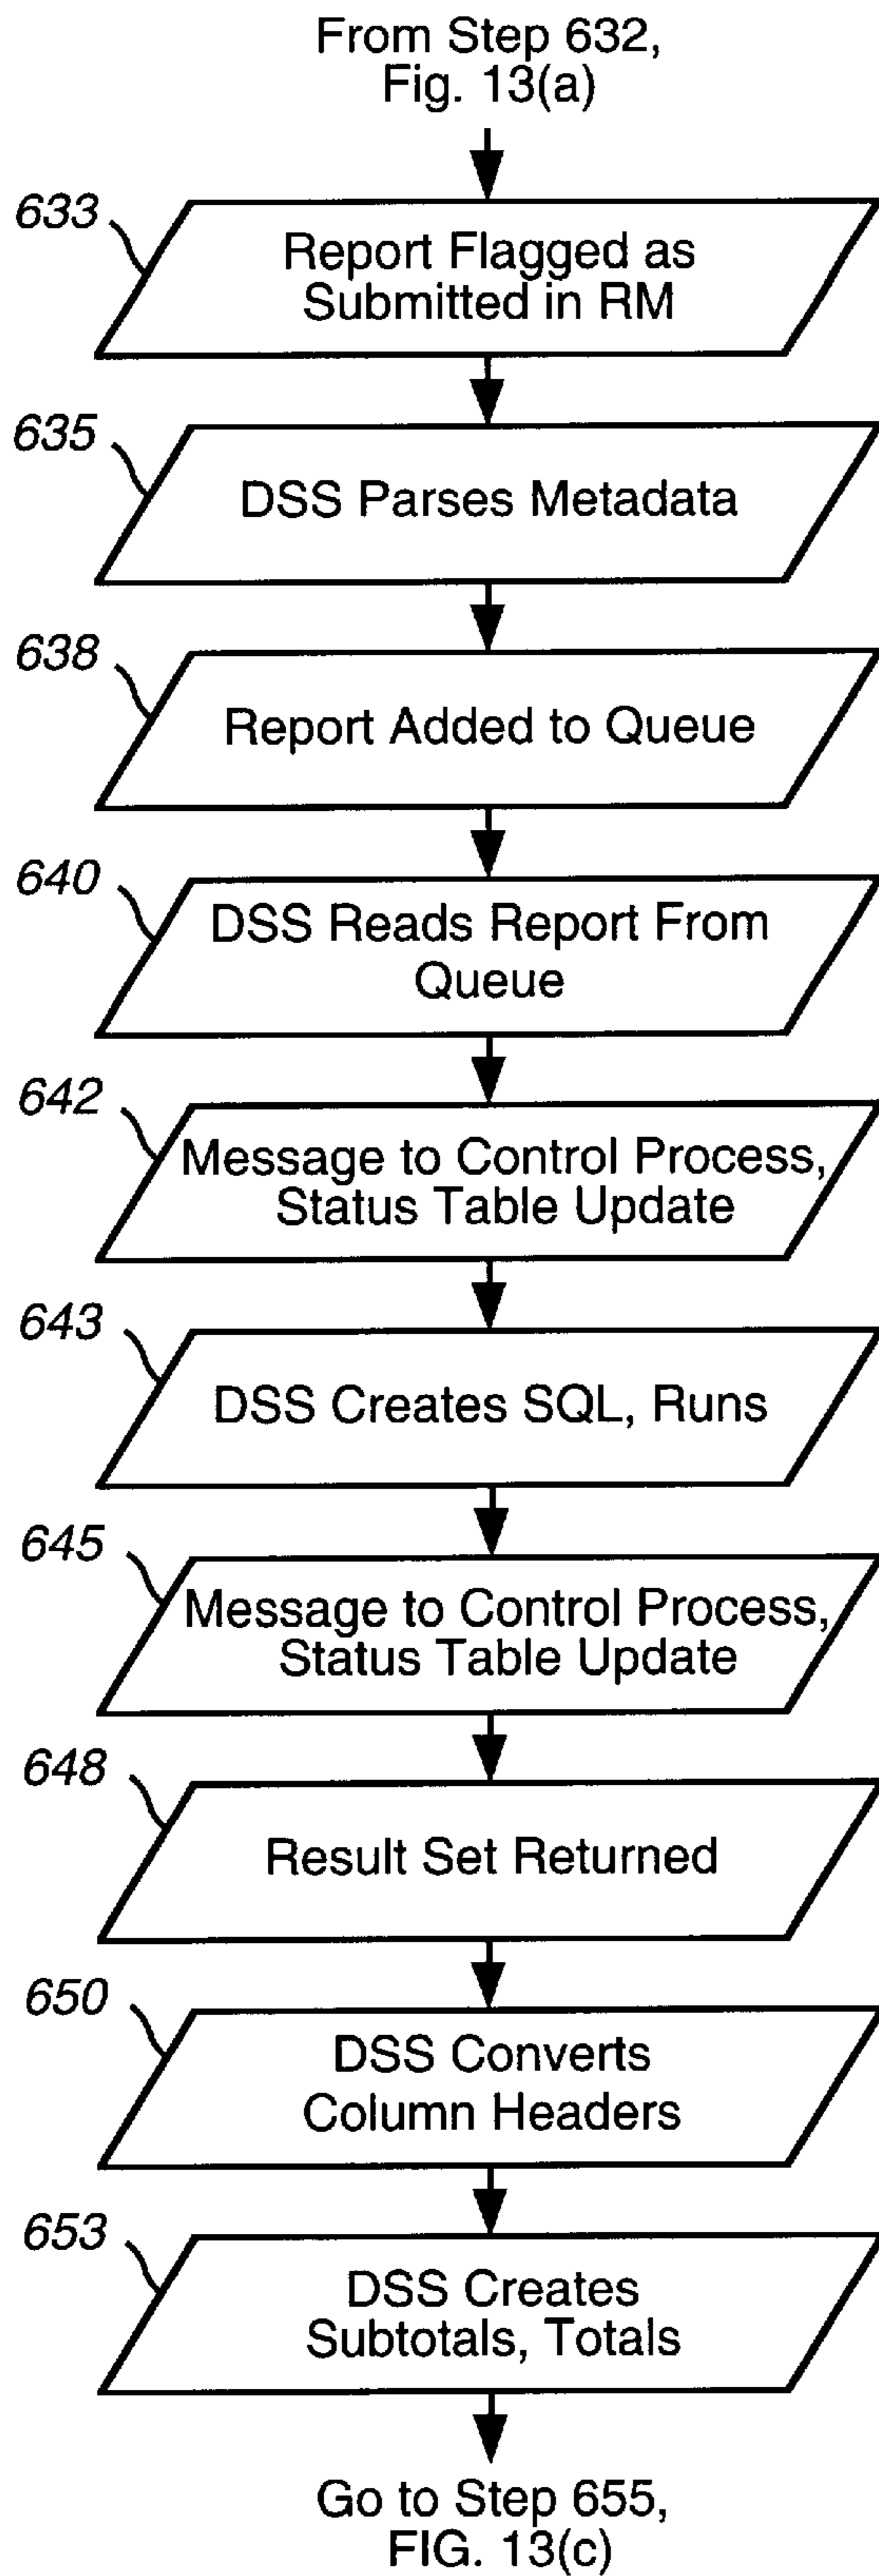 From Step 632,
Fig. 13(a)
633
Report Flagged as
Submitted in RM
635
DSS Parses Metadata
638
Report Added to Queue
640
DSS Reads Report From
Queue
642
Message to Control Process,
Status Table Update
643
DSS Creates SQL, Runs
645
Message to Control Process,
Status Table Update
648
Result Set Returned
650
DSS Converts
Column Headers
653
DSS Creates
Subtotals, Totals
Go to Step 655,
FIG. 13(c)